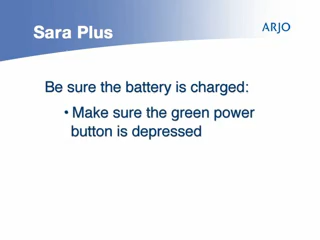 Sara Plus
ARJO
Be sure the battery is charged:
• Make sure the green power
button is depressed